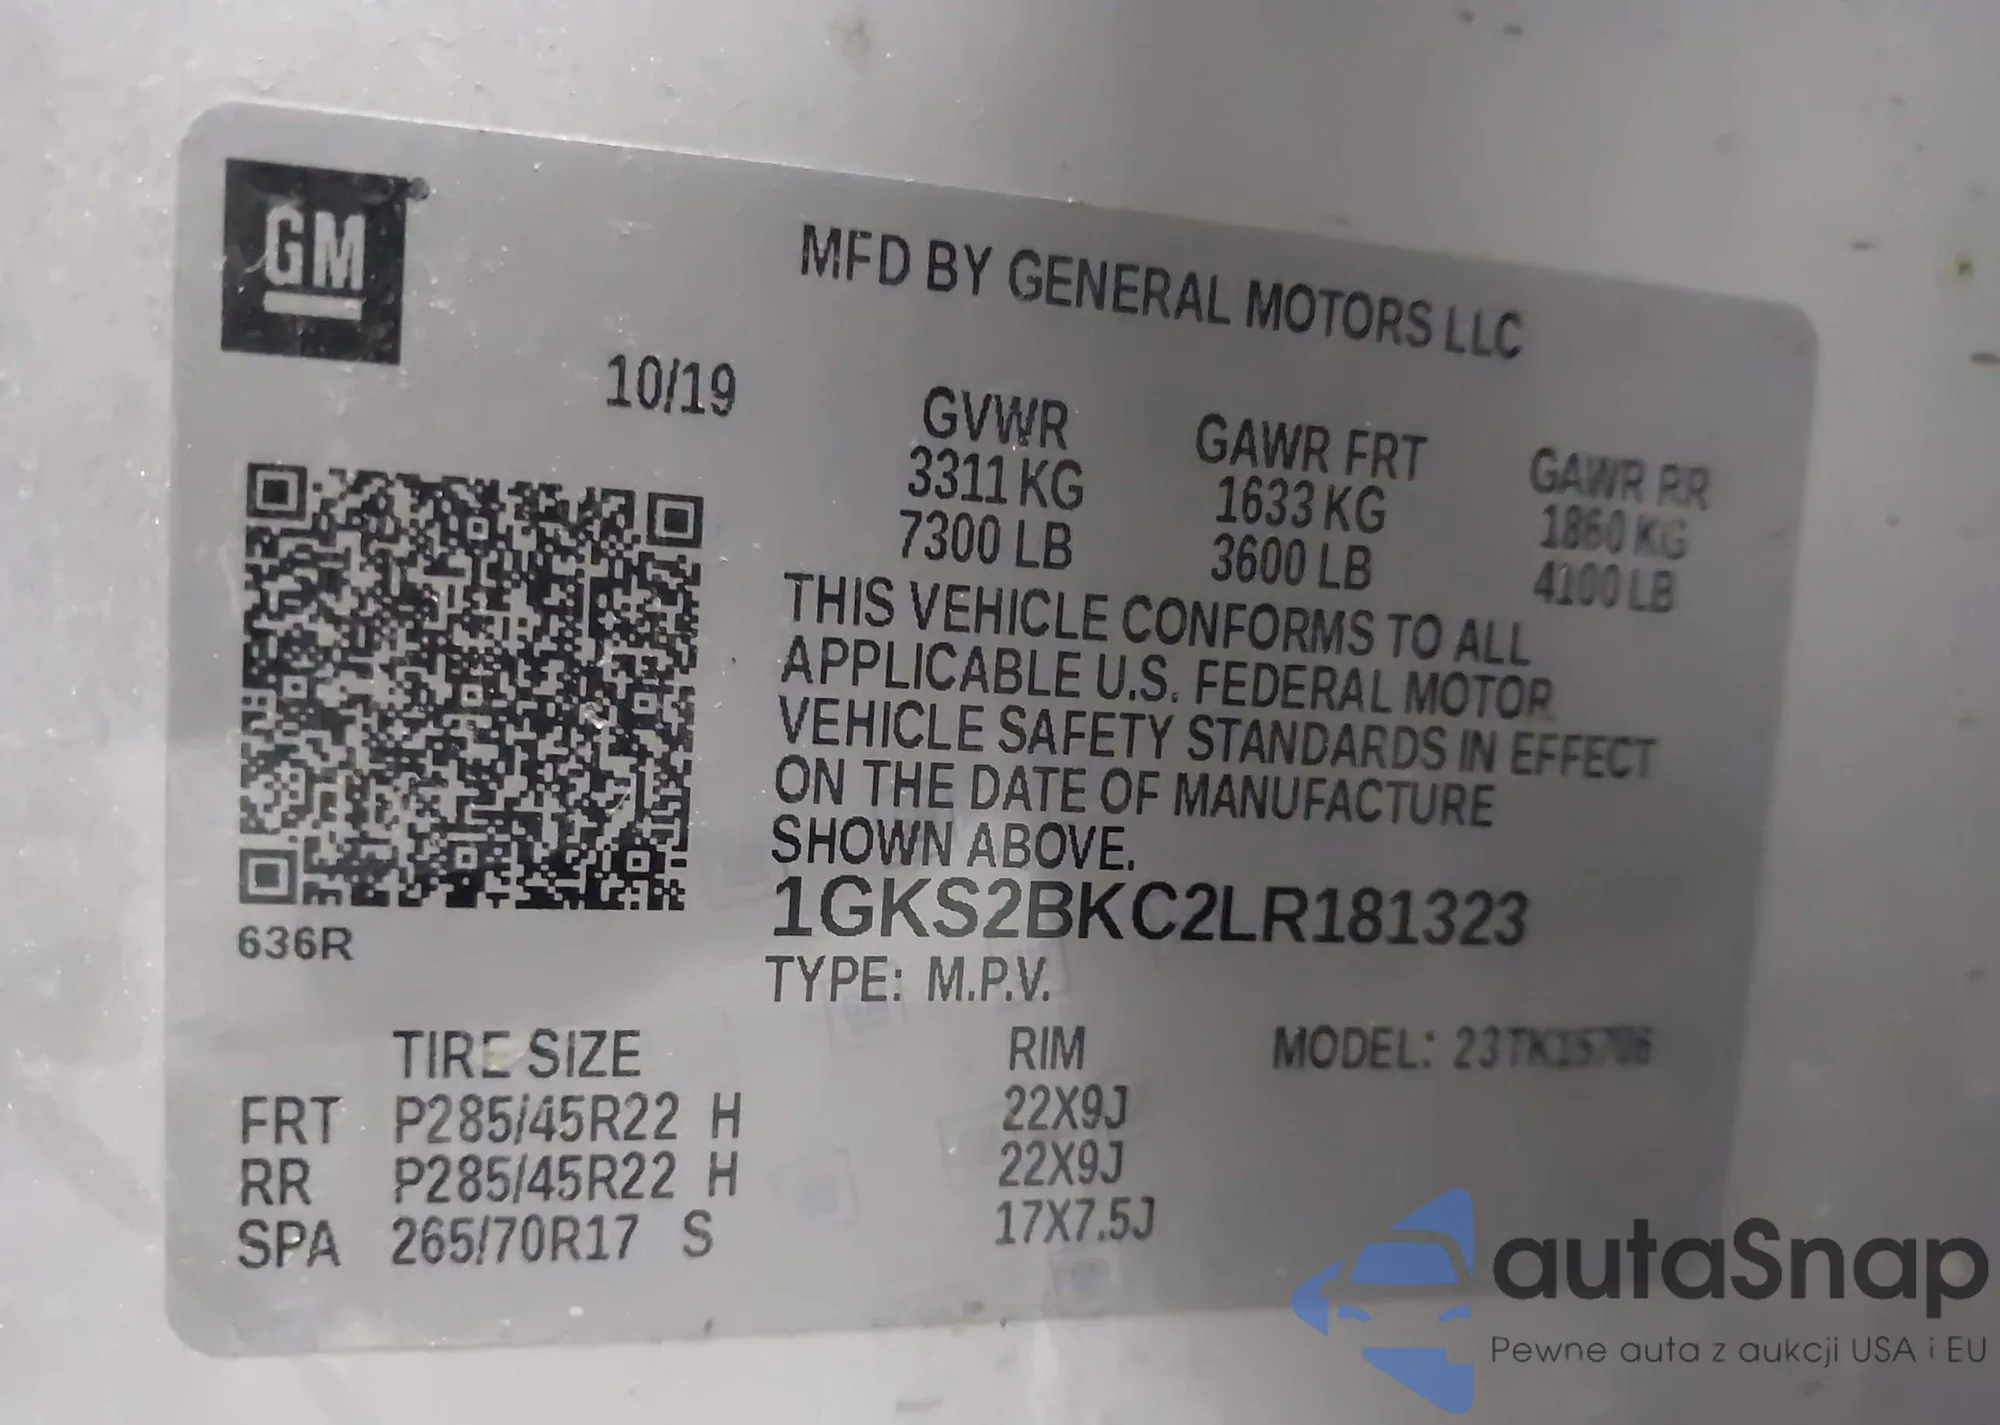 GM
MFD BY GENERAL MOTORS LLC
10/19
GVWR GAWR FRT GAWR RR
3311 KG 1633 KG 1860 KG
7300 LB 3600 LB 4100 LB
THIS VEHICLE CONFORMS TO ALL
APPLICABLE U.S. FEDERAL MOTOR
VEHICLE SAFETY STANDARDS IN EFFECT
ON THE DATE OF MANUFACTURE
SHOWN ABOVE.
1GKS2BKC2LR181323
636R
TYPE: M.P.V.
TIRE SIZE RIM MODEL: 23TK15706
FRT P285/45R22 H 22X9J
RR P285/45R22 H 22X9J
SPA 265/70R17 S 17X7.5J
autaSnap
Pewne auta z aukcji USA i EU